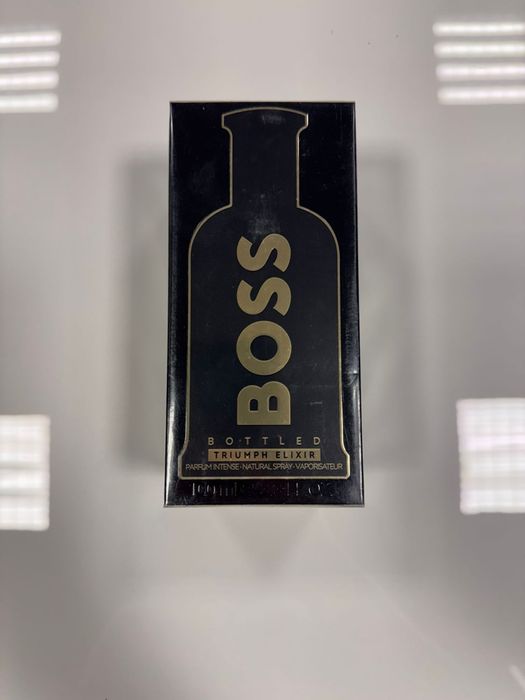 BOSS
BOTTLED
TRIUMPH ELIXIR
PARFUM INTENSE-NATURAL SPRAY-VAPORISATEUR